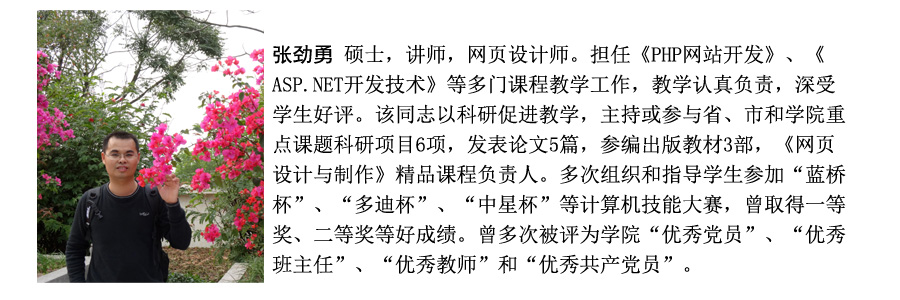 张劲勇 硕士，讲师，网页设计师。担任《PHP网站开发》、《
ASP.NET开发技术》等多门课程教学工作，教学认真负责，深受
学生好评。该同志以科研促进教学，主持或参与省、市和学院重
点课题科研项目6项，发表论文5篇，参编出版教材3部，《网页
设计与制作》精品课程负责人。多次组织和指导学生参加“蓝桥
杯”、“多迪杯”、“中星杯”等计算机技能大赛，曾取得一等
奖、二等奖等好成绩。曾多次被评为学院“优秀党员”、“优秀
班主任”、“优秀教师”和“优秀共产党员”。